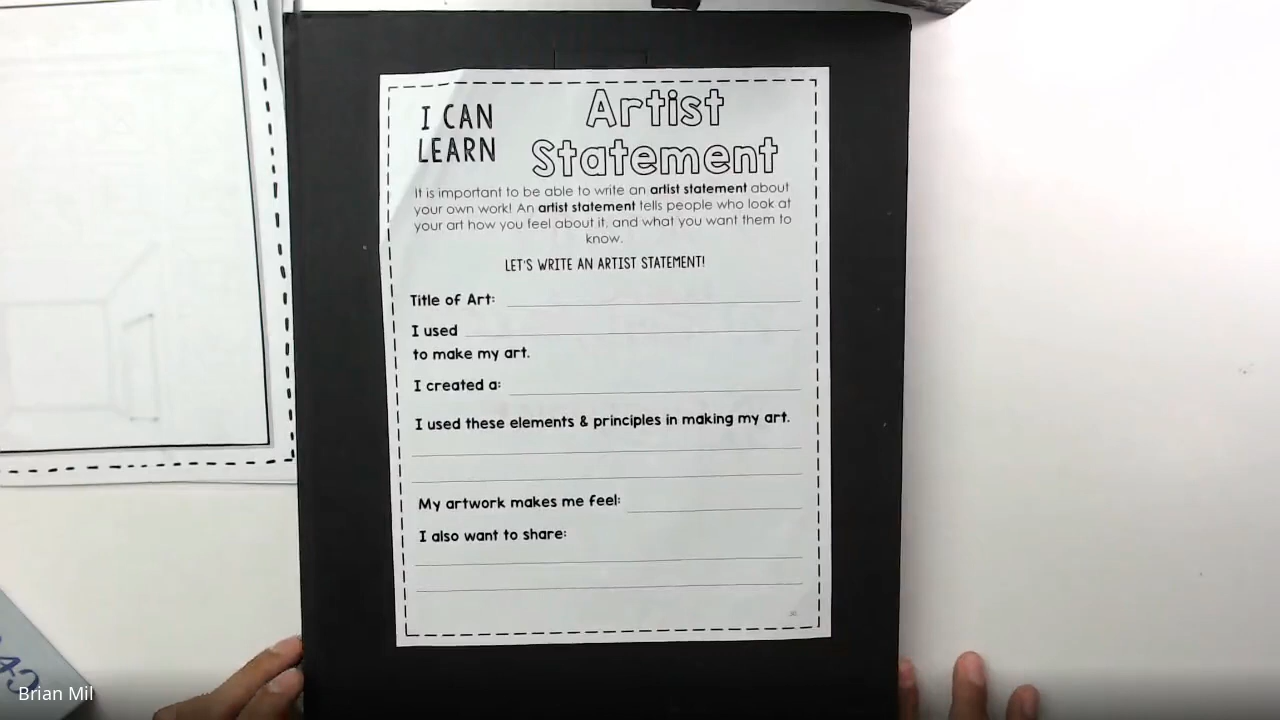 I CAN
LEARN
Artist
Statement
It is important to be able to write an artist statement about
your own work! An artist statement tells people who look at
your art how you feel about it, and what you want them to
know.
LET'S WRITE AN ARTIST STATEMENT!
Title of Art:
I used
to make my art.
I created a:
I used these elements & principles in making my art.
My artwork makes me feel:
I also want to share:
Brian Mil